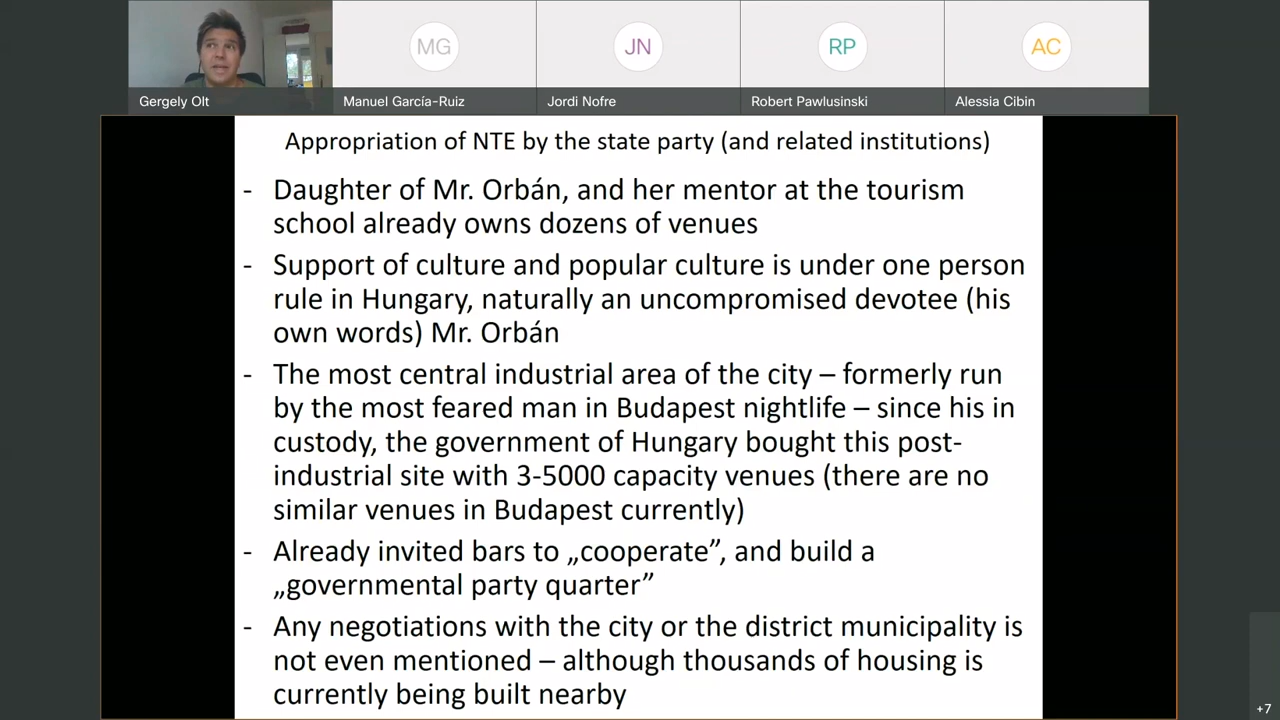 MG
JN
RP
AC
Gergely Olt
Manuel García-Ruiz
Jordi Nofre
Robert Pawlusinski
Alessia Cibin
Appropriation of NTE by the state party (and related institutions)
- Daughter of Mr. Orbán, and her mentor at the tourism
school already owns dozens of venues
- Support of culture and popular culture is under one person
rule in Hungary, naturally an uncompromised devotee (his
own words) Mr. Orbán
- The most central industrial area of the city – formerly run
by the most feared man in Budapest nightlife – since his in
custody, the government of Hungary bought this post-
industrial site with 3-5000 capacity venues (there are no
similar venues in Budapest currently)
- Already invited bars to „cooperate”, and build a
„governmental party quarter”
- Any negotiations with the city or the district municipality is
not even mentioned – although thousands of housing is
currently being built nearby
+7